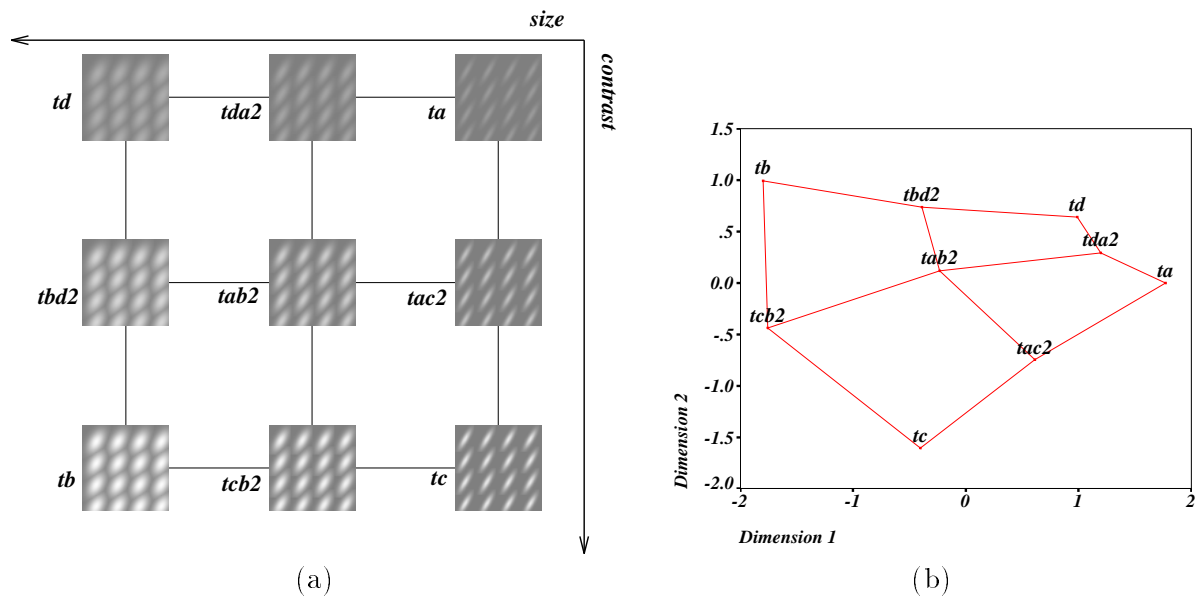 size
contrast
td
tda2
ta
tbd2
tab2
tac2
tb
tcb2
tc
(a)
1.5
1.0
.5
0.0
-.5
-1.0
-1.5
-2.0
Dimension 2
tb
tbd2
td
tda2
tab2
ta
tcb2
tac2
tc
-2
-1
0
1
2
Dimension 1
(b)